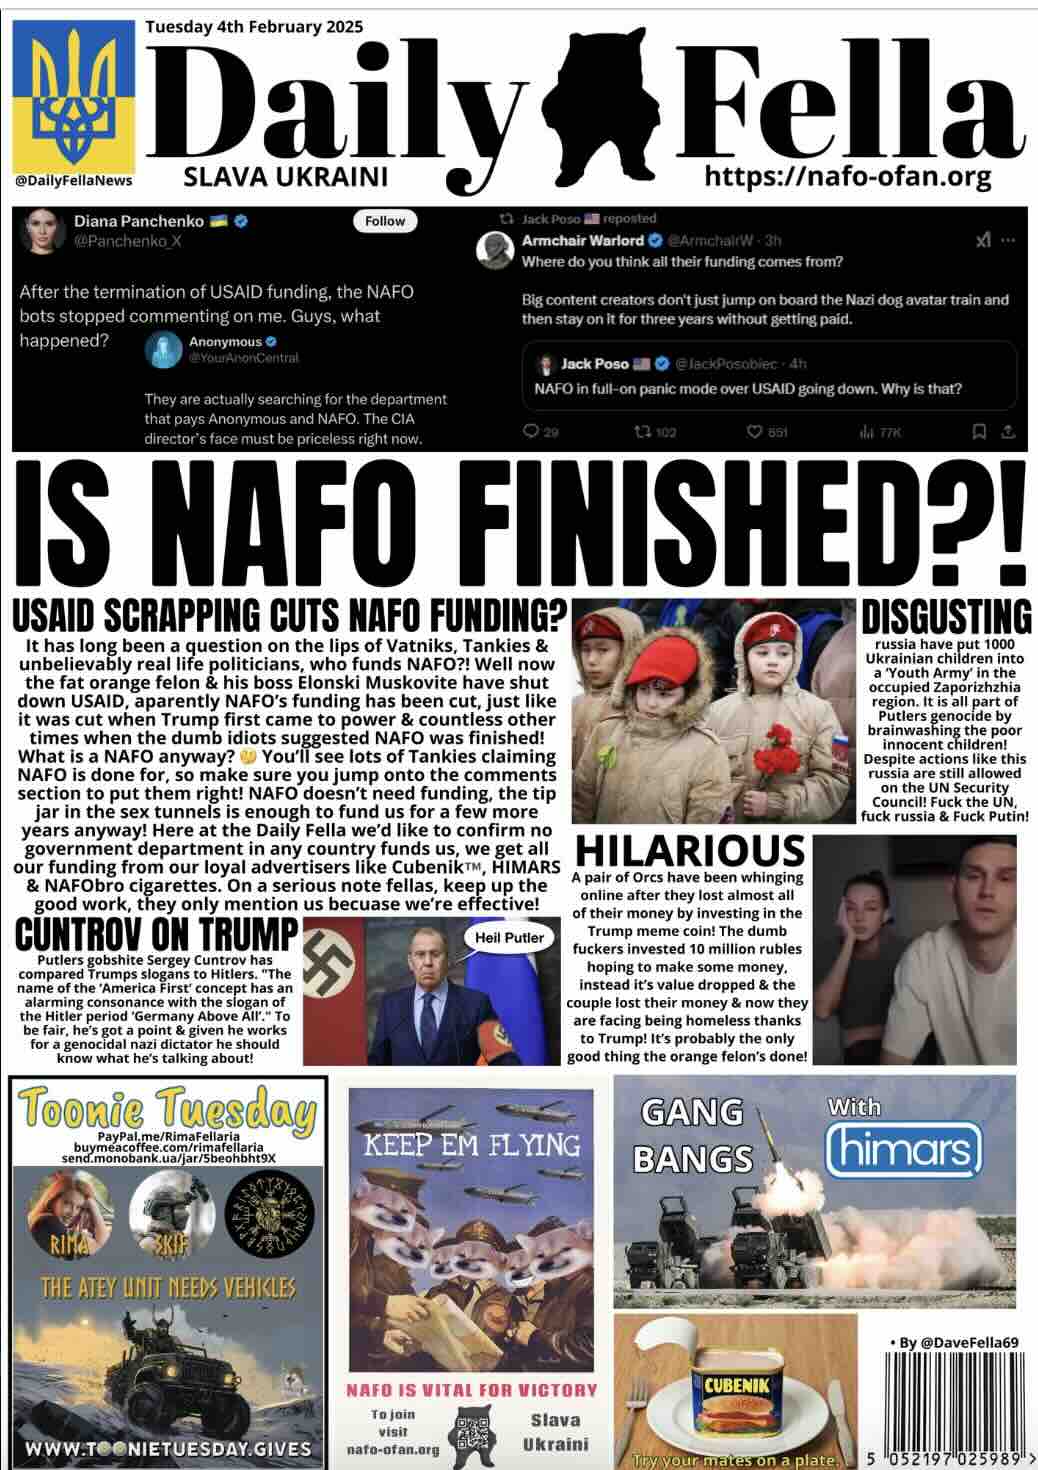 Tuesday 4th February 2025
Daily Fella
@DailyFellaNews
SLAVA UKRAINI
https://nafo-ofan.org
Diana Panchenko
@Panchenko_X
Follow
After the termination of USAID funding, the NAFO
bots stopped commenting on me. Guys, what
happened?
Anonymous
@YourAnonCentral
They are actually searching for the department
that pays Anonymous and NAFO. The CIA
director's face must be priceless right now.
Jack Poso reposted
Armchair Warlord @ArmchairW · 3h
Where do you think all their funding comes from?
Big content creators don't just jump on board the Nazi dog avatar train and
then stay on it for three years without getting paid.
Jack Poso @JackPosobiec · 4h
NAFO in full-on panic mode over USAID going down. Why is that?
29
102
851
77K
IS NAFO FINISHED?!
USAID SCRAPPING CUTS NAFO FUNDING?
It has long been a question on the lips of Vatniks, Tankies &
unbelievably real life politicians, who funds NAFO?! Well now
the fat orange felon & his boss Elonski Muskovite have shut
down USAID, aparently NAFO's funding has been cut, just like
it was cut when Trump first came to power & countless other
times when the dumb idiots suggested NAFO was finished!
What is a NAFO anyway? 🤔 You'll see lots of Tankies claiming
NAFO is done for, so make sure you jump onto the comments
section to put them right! NAFO doesn't need funding, the tip
jar in the sex tunnels is enough to fund us for a few more
years anyway! Here at the Daily Fella we'd like to confirm no
government department in any country funds us, we get all
our funding from our loyal advertisers like Cubenik™, HIMARS
& NAFObro cigarettes. On a serious note fellas, keep up the
good work, they only mention us becuase we're effective!
DISGUSTING
russia have put 1000
Ukrainian children into
a 'Youth Army' in the
occupied Zaporizhzhia
region. It is all part of
Putlers genocide by
brainwashing the poor
innocent children!
Despite actions like this
russia are still allowed
on the UN Security
Council! Fuck the UN,
fuck russia & Fuck Putin!
HILARIOUS
A pair of Orcs have been whinging
online after they lost almost all
of their money by investing in the
Trump meme coin! The dumb
fuckers invested 10 million rubles
hoping to make some money,
instead it's value dropped & the
couple lost their money & now they
are facing being homeless thanks
to Trump! It's probably the only
good thing the orange felon's done!
CUNTROV ON TRUMP
Putlers gobshite Sergey Cuntrov has
compared Trumps slogans to Hitlers. "The
name of the 'America First' concept has an
alarming consonance with the slogan of
the Hitler period 'Germany Above All'." To
be fair, he's got a point & given he works
for a genocidal nazi dictator he should
know what he's talking about!
Heil Putler
Toonie Tuesday
PayPal.me/RimaFellaria
buymeacoffee.com/rimafellaria
send.monobank.ua/jar/5beohbht9X
RIMA
SKIF
THE ATEY UNIT NEEDS VEHICLES
WWW.TOONIETUESDAY.GIVES
KEEP EM FLYING
NAFO IS VITAL FOR VICTORY
To join
visit
nafo-ofan.org
Slava
Ukraini
GANG
BANGS
With
himars
CUBENIK
Try your mates on a plate.
• By @DaveFella69
5 052197 025989 >